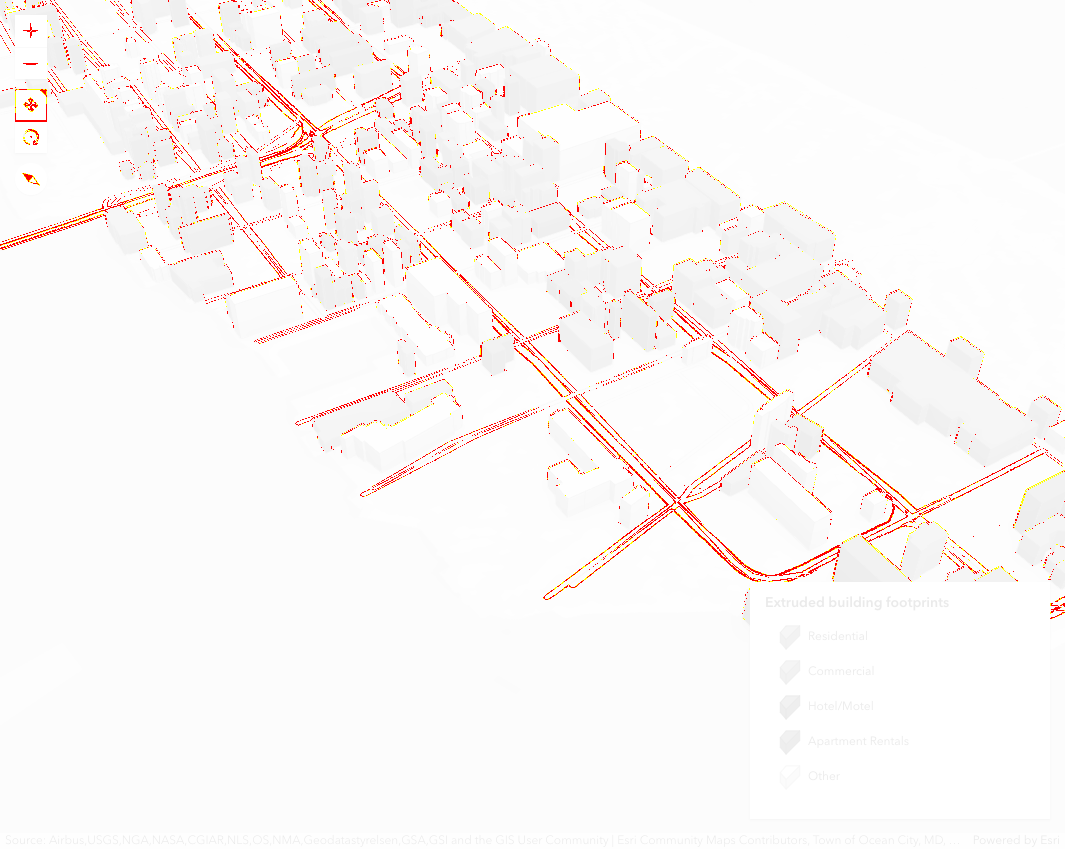 Extruded building footprints
Residential
Commercial
Hotel/Motel
Apartment Rentals
Other
Source: Airbus,USGS,NGA,NASA,CGIAR,NLS,OS,NMA,Geodatastyrelsen,GSA,GSI and the GIS User Community | Esri Community Maps Contributors, Town of Ocean City, MD, ... Powered by Esri